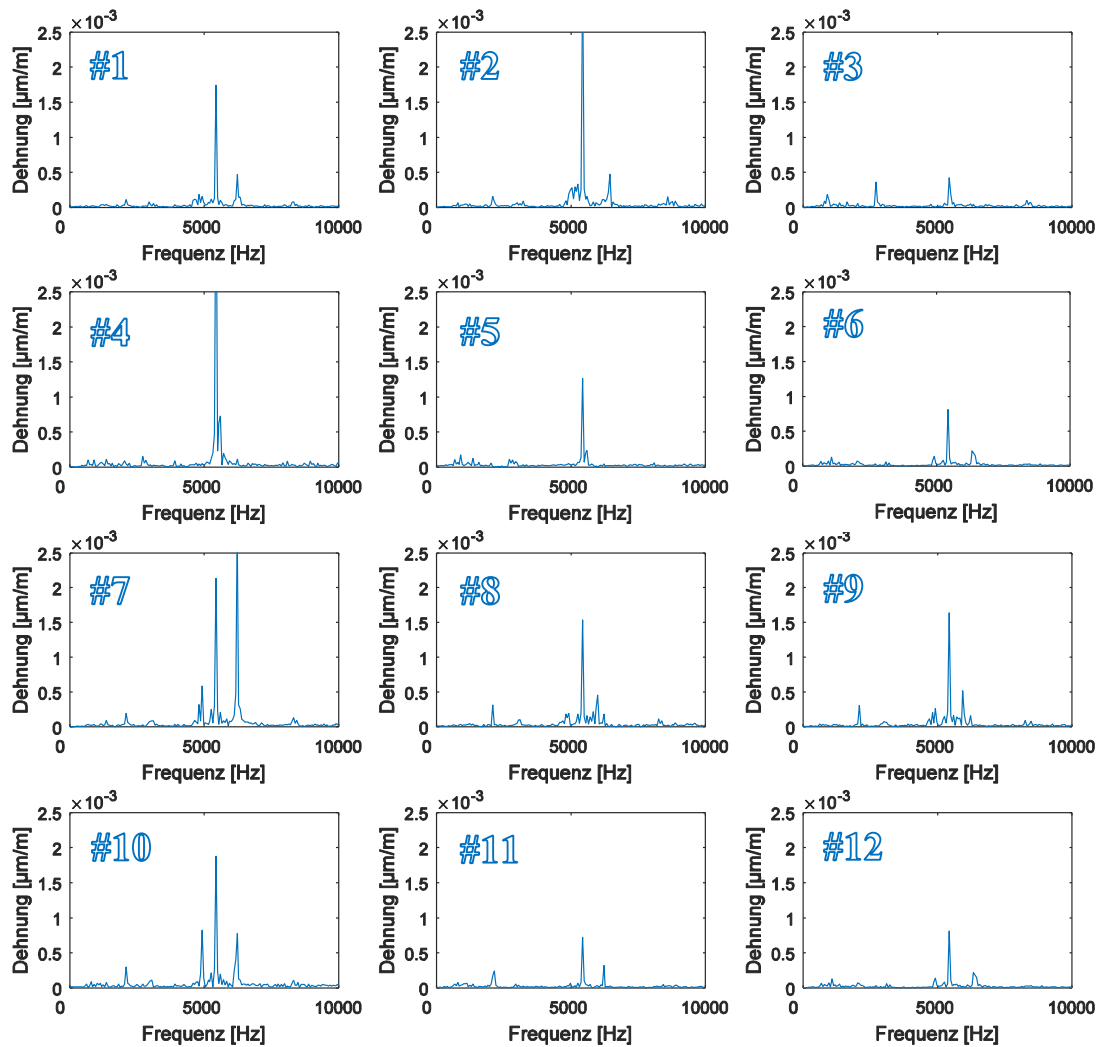 ×10⁻³ ×10⁻³ ×10⁻³
2.5 2.5 2.5
#1 #2 #3
2 2 2
1.5 1.5 1.5
1 1 1
0.5 0.5 0.5
0 0 0
Dehnung [µm/m] Dehnung [µm/m] Dehnung [µm/m]
0 5000 10000 0 5000 10000 0 5000 10000
Frequenz [Hz] Frequenz [Hz] Frequenz [Hz]
×10⁻³ ×10⁻³ ×10⁻³
2.5 2.5 2.5
#4 #5 #6
2 2 2
1.5 1.5 1.5
1 1 1
0.5 0.5 0.5
0 0 0
Dehnung [µm/m] Dehnung [µm/m] Dehnung [µm/m]
0 5000 10000 0 5000 10000 0 5000 10000
Frequenz [Hz] Frequenz [Hz] Frequenz [Hz]
×10⁻³ ×10⁻³ ×10⁻³
2.5 2.5 2.5
#7 #8 #9
2 2 2
1.5 1.5 1.5
1 1 1
0.5 0.5 0.5
0 0 0
Dehnung [µm/m] Dehnung [µm/m] Dehnung [µm/m]
0 5000 10000 0 5000 10000 0 5000 10000
Frequenz [Hz] Frequenz [Hz] Frequenz [Hz]
×10⁻³ ×10⁻³ ×10⁻³
2.5 2.5 2.5
#10 #11 #12
2 2 2
1.5 1.5 1.5
1 1 1
0.5 0.5 0.5
0 0 0
Dehnung [µm/m] Dehnung [µm/m] Dehnung [µm/m]
0 5000 10000 0 5000 10000 0 5000 10000
Frequenz [Hz] Frequenz [Hz] Frequenz [Hz]